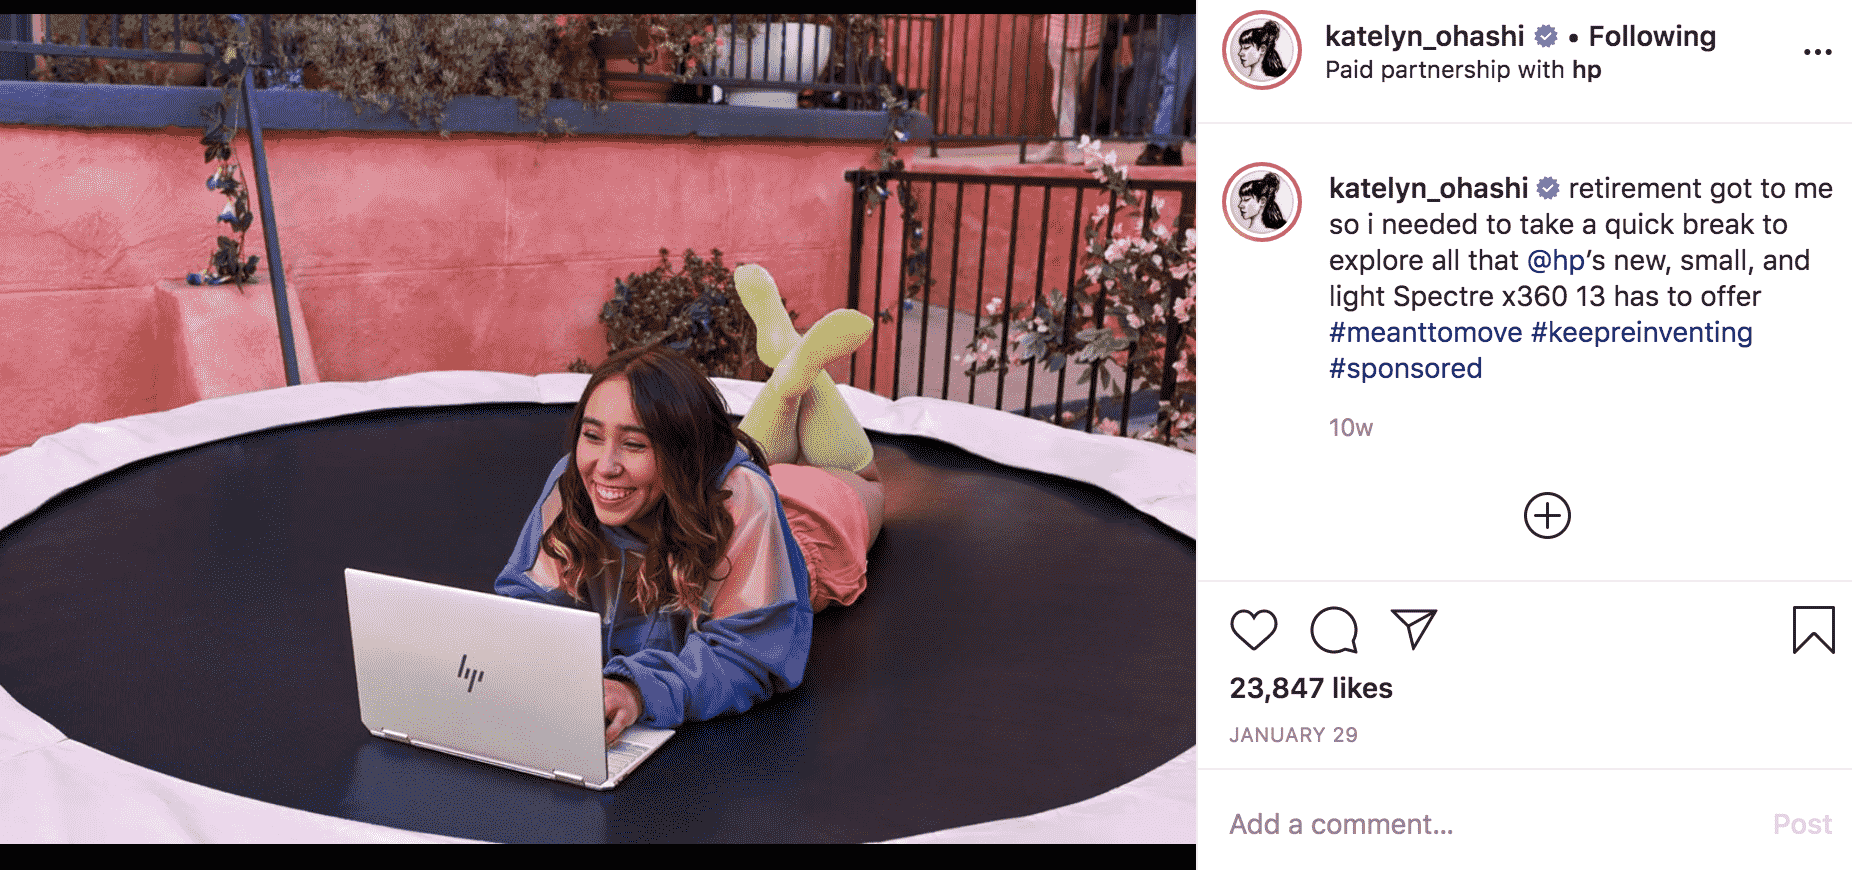 katelyn_ohashi • Following
Paid partnership with hp
katelyn_ohashi retirement got to me
so i needed to take a quick break to
explore all that @hp’s new, small, and
light Spectre x360 13 has to offer
#meanttomove #keepreinventing
#sponsored
10w
hp
23,847 likes
JANUARY 29
Add a comment...
Post